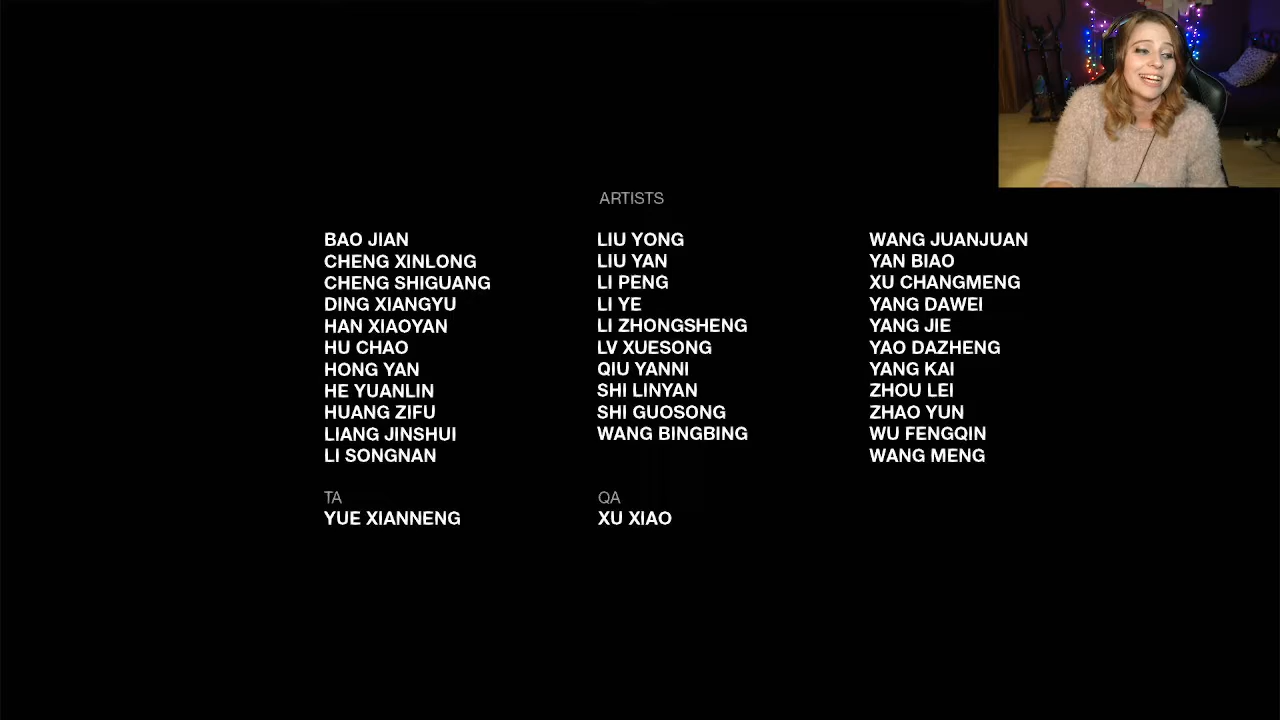 ARTISTS
BAO JIAN
CHENG XINLONG
CHENG SHIGUANG
DING XIANGYU
HAN XIAOYAN
HU CHAO
HONG YAN
HE YUANLIN
HUANG ZIFU
LIANG JINSHUI
LI SONGNAN
LIU YONG
LIU YAN
LI PENG
LI YE
LI ZHONGSHENG
LV XUESONG
QIU YANNI
SHI LINYAN
SHI GUOSONG
WANG BINGBING
WANG JUANJUAN
YAN BIAO
XU CHANGMENG
YANG DAWEI
YANG JIE
YAO DAZHENG
YANG KAI
ZHOU LEI
ZHAO YUN
WU FENGQIN
WANG MENG
TA
YUE XIANNENG
QA
XU XIAO